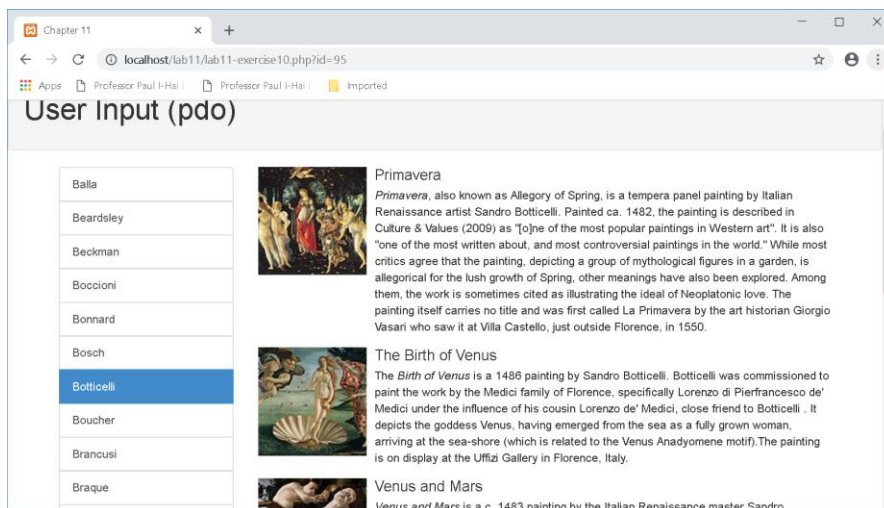 Chapter 11
localhost/lab11/lab11-exercise10.php?id=95
Apps
Professor Paul I-Hai
Professor Paul I-Hai
Imported
User Input (pdo)
Balla
Beardsley
Beckman
Boccioni
Bonnard
Bosch
Botticelli
Boucher
Brancusi
Braque
Primavera
Primavera, also known as Allegory of Spring, is a tempera panel painting by Italian
Renaissance artist Sandro Botticelli. Painted ca. 1482, the painting is described in
Culture & Values (2009) as "[o]ne of the most popular paintings in Western art". It is also
"one of the most written about, and most controversial paintings in the world." While most
critics agree that the painting, depicting a group of mythological figures in a garden, is
allegorical for the lush growth of Spring, other meanings have also been explored. Among
them, the work is sometimes cited as illustrating the ideal of Neoplatonic love. The
painting itself carries no title and was first called La Primavera by the art historian Giorgio
Vasari who saw it at Villa Castello, just outside Florence, in 1550.
The Birth of Venus
The Birth of Venus is a 1486 painting by Sandro Botticelli. Botticelli was commissioned to
paint the work by the Medici family of Florence, specifically Lorenzo di Pierfrancesco de'
Medici under the influence of his cousin Lorenzo de' Medici, close friend to Botticelli . It
depicts the goddess Venus, having emerged from the sea as a fully grown woman,
arriving at the sea-shore (which is related to the Venus Anadyomene motif).The painting
is on display at the Uffizi Gallery in Florence, Italy.
Venus and Mars
Venus and Mars is a c. 1483 painting by the Italian Renaissance master Sandro